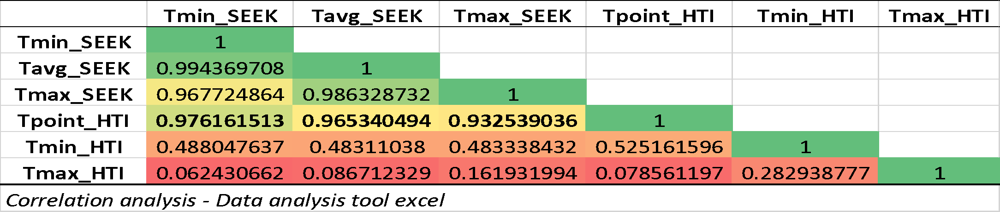 Tmin_SEEK Tavg_SEEK Tmax_SEEK Tpoint_HTI Tmin_HTI Tmax_HTI
Tmin_SEEK 1
Tavg_SEEK 0.994369708 1
Tmax_SEEK 0.967724864 0.986328732 1
Tpoint_HTI 0.976161513 0.965340494 0.932539036 1
Tmin_HTI 0.488047637 0.48311038 0.483338432 0.525161596 1
Tmax_HTI 0.062430662 0.086712329 0.161931994 0.078561197 0.282938777 1
Correlation analysis - Data analysis tool excel